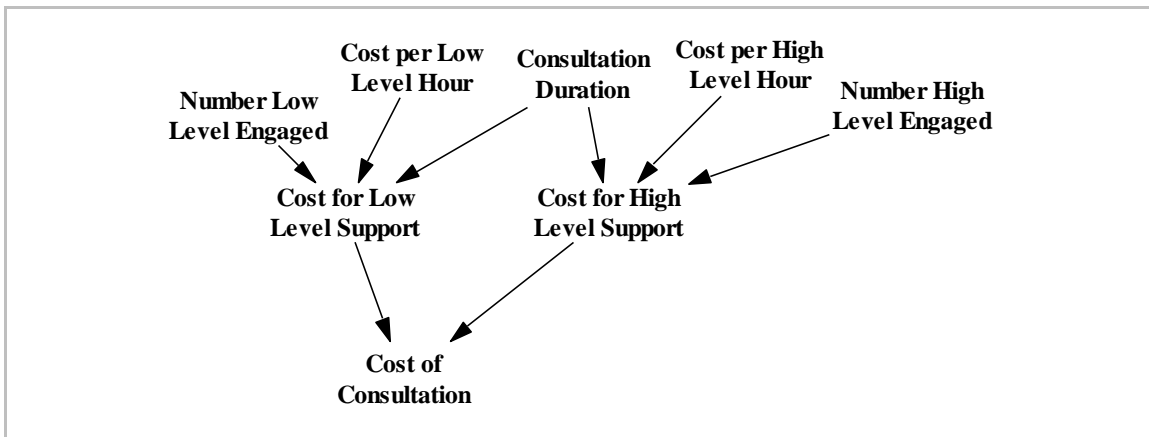 Cost per Low
Level Hour
Consultation
Duration
Cost per High
Level Hour
Number Low
Level Engaged
Number High
Level Engaged
Cost for Low
Level Support
Cost for High
Level Support
Cost of
Consultation